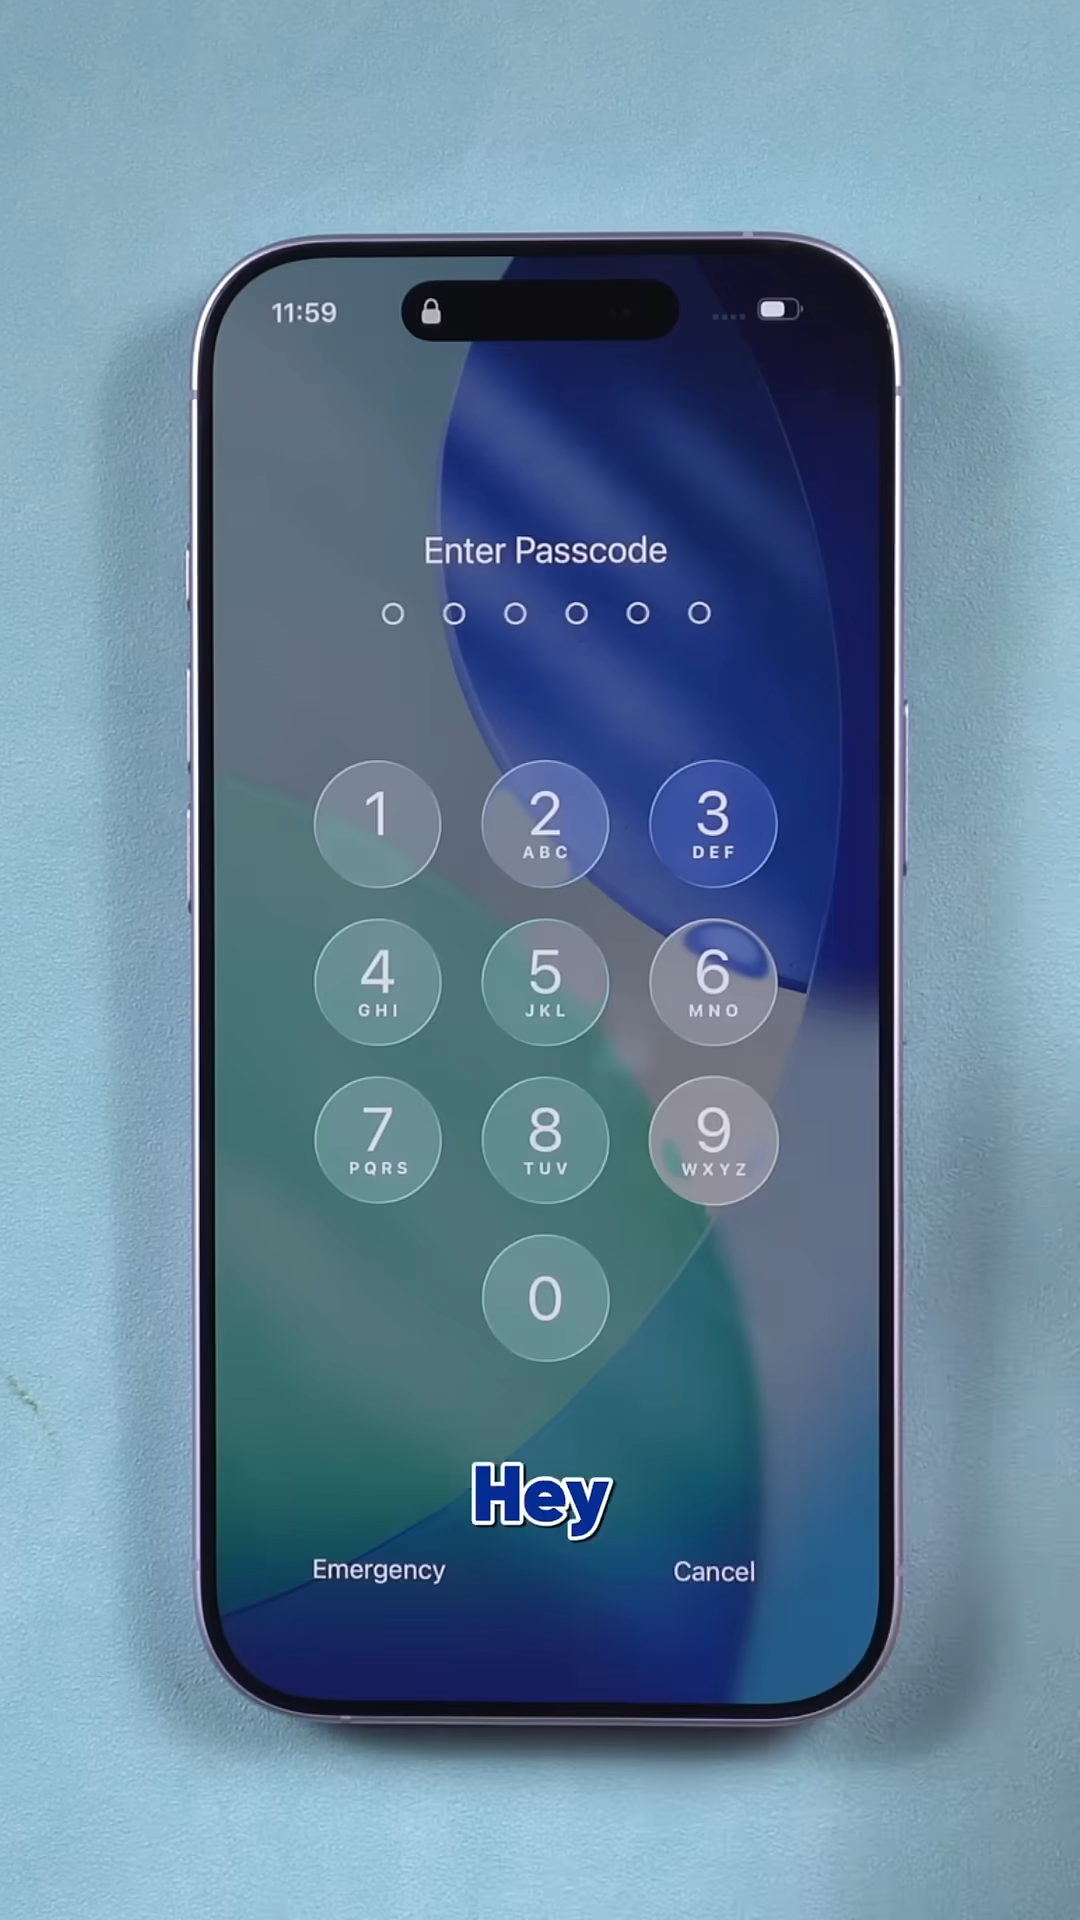 11:59
Enter Passcode
1 2 3
ABC DEF
4 5 6
GHI JKL MNO
7 8 9
PQRS TUV WXYZ
0
Hey
Emergency Cancel